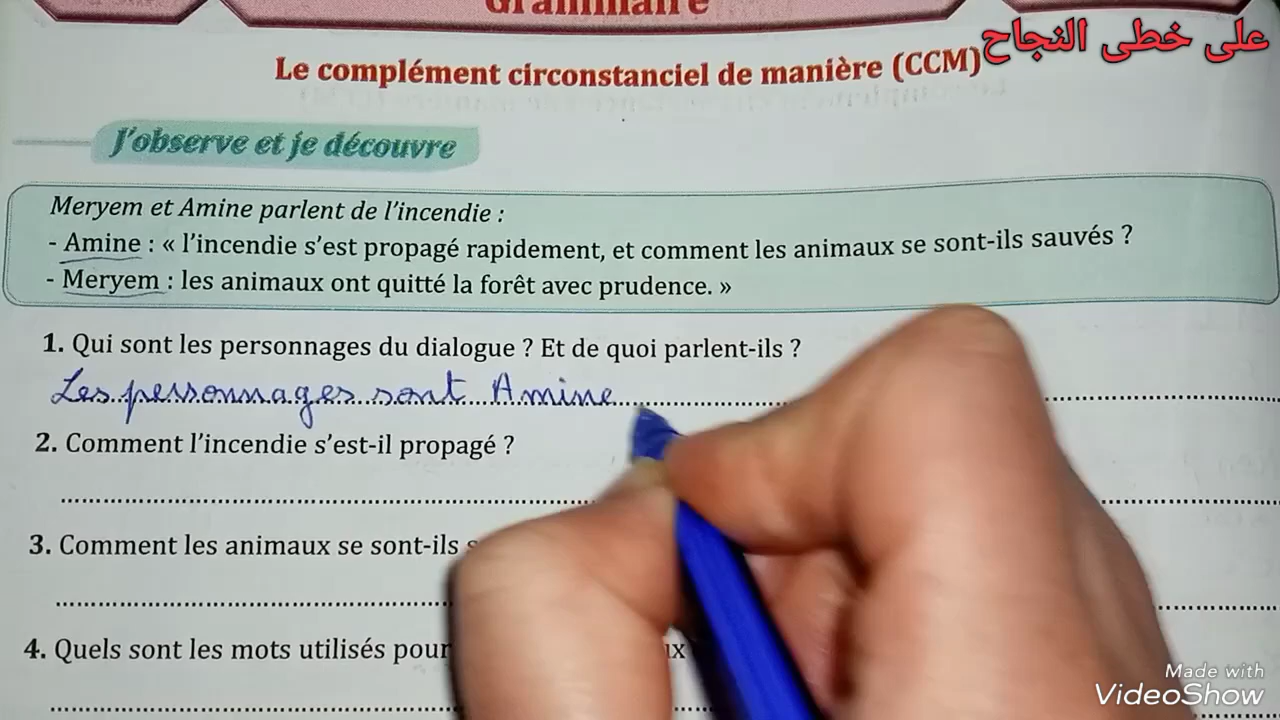 Grammaire
على خطى النجاح
Le complément circonstanciel de manière (CCM)
J'observe et je découvre
Meryem et Amine parlent de l'incendie :
- Amine : « l'incendie s'est propagé rapidement, et comment les animaux se sont-ils sauvés ?
- Meryem : les animaux ont quitté la forêt avec prudence. »
1. Qui sont les personnages du dialogue ? Et de quoi parlent-ils ?
Les personnages sont Amine
2. Comment l'incendie s'est-il propagé ?
3. Comment les animaux se sont-ils
4. Quels sont les mots utilisés pour
Made with
VideoShow